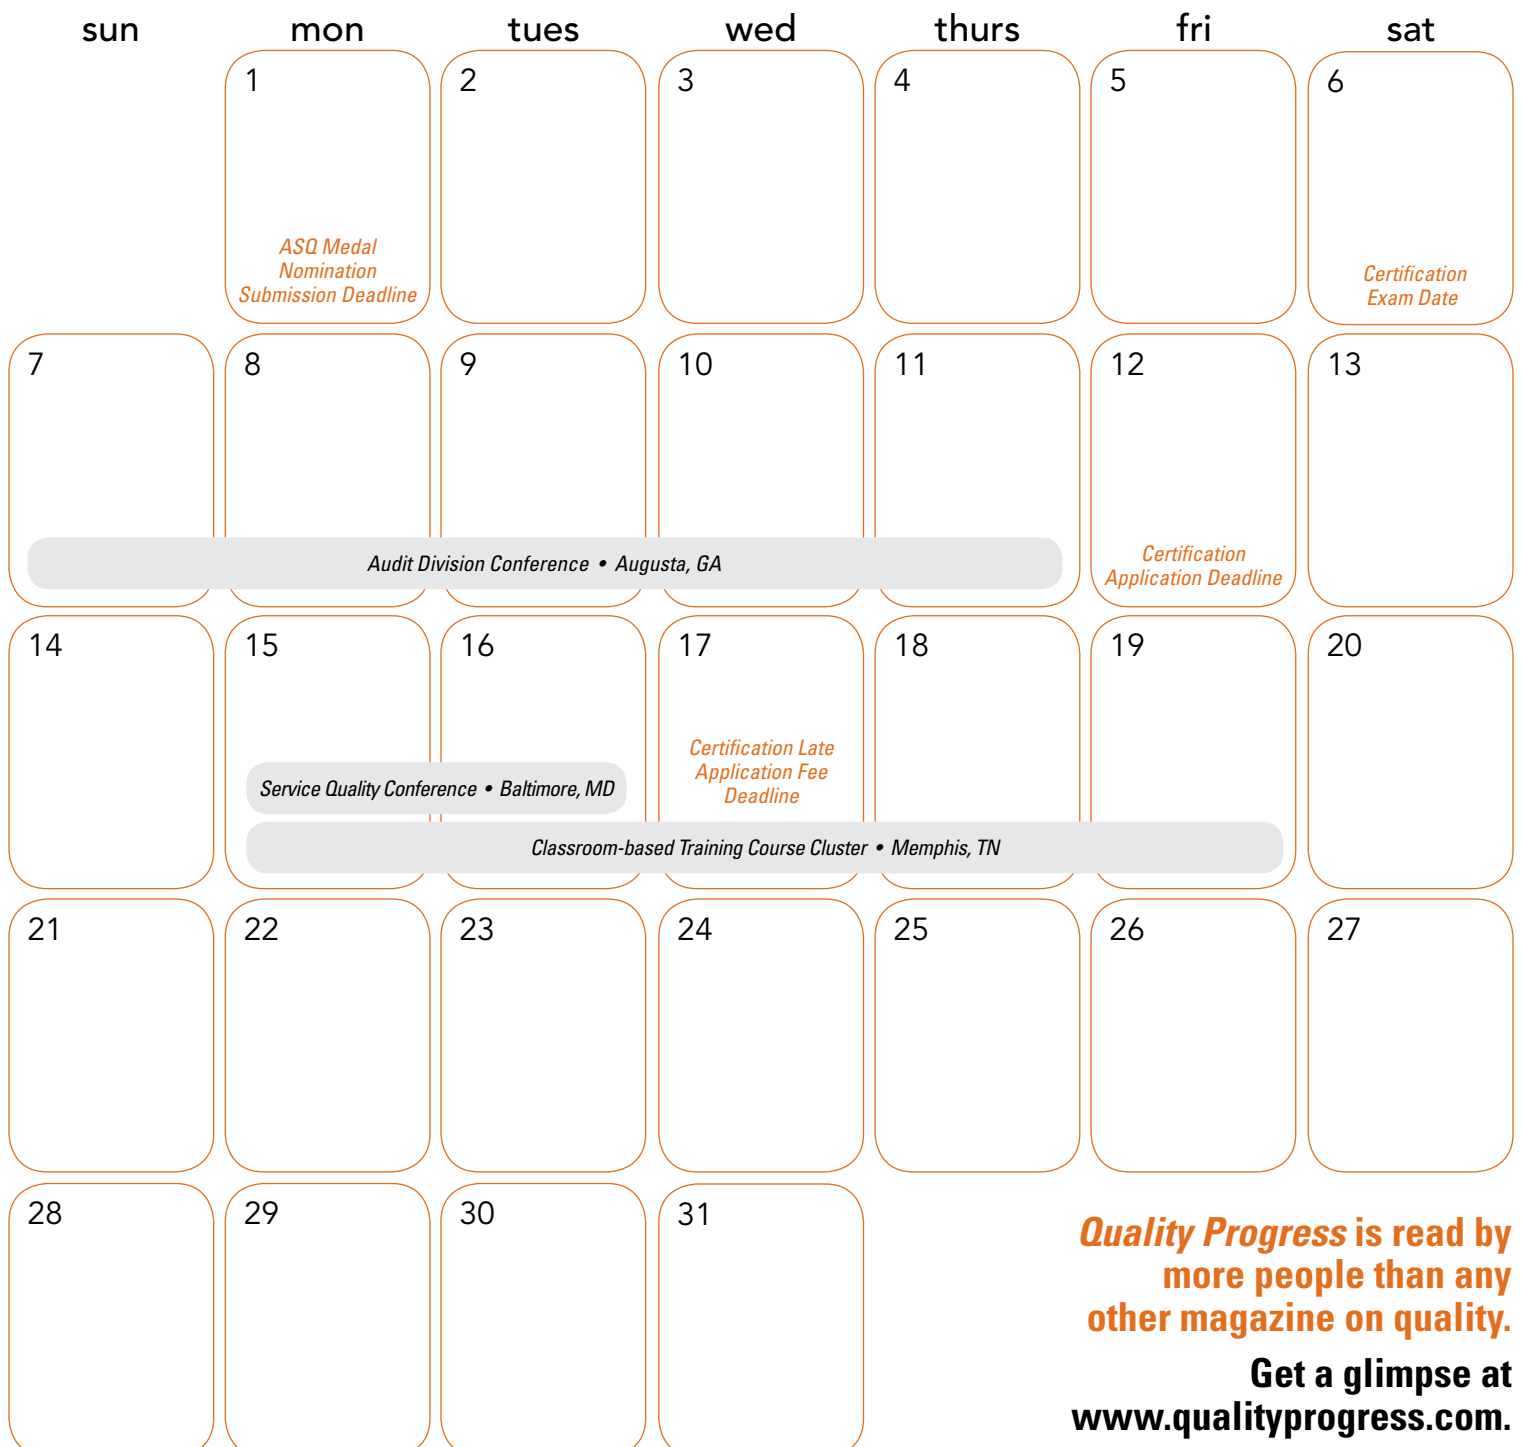 sun mon tues wed thurs fri sat
1 2 3 4 5 6
ASQ Medal
Nomination
Submission Deadline
Certification
Exam Date
7 8 9 10 11 12 13
Audit Division Conference • Augusta, GA
Certification
Application Deadline
14 15 16 17 18 19 20
Certification Late
Application Fee
Deadline
Service Quality Conference • Baltimore, MD
Classroom-based Training Course Cluster • Memphis, TN
21 22 23 24 25 26 27
28 29 30 31
Quality Progress is read by
more people than any
other magazine on quality.
Get a glimpse at
www.qualityprogress.com.